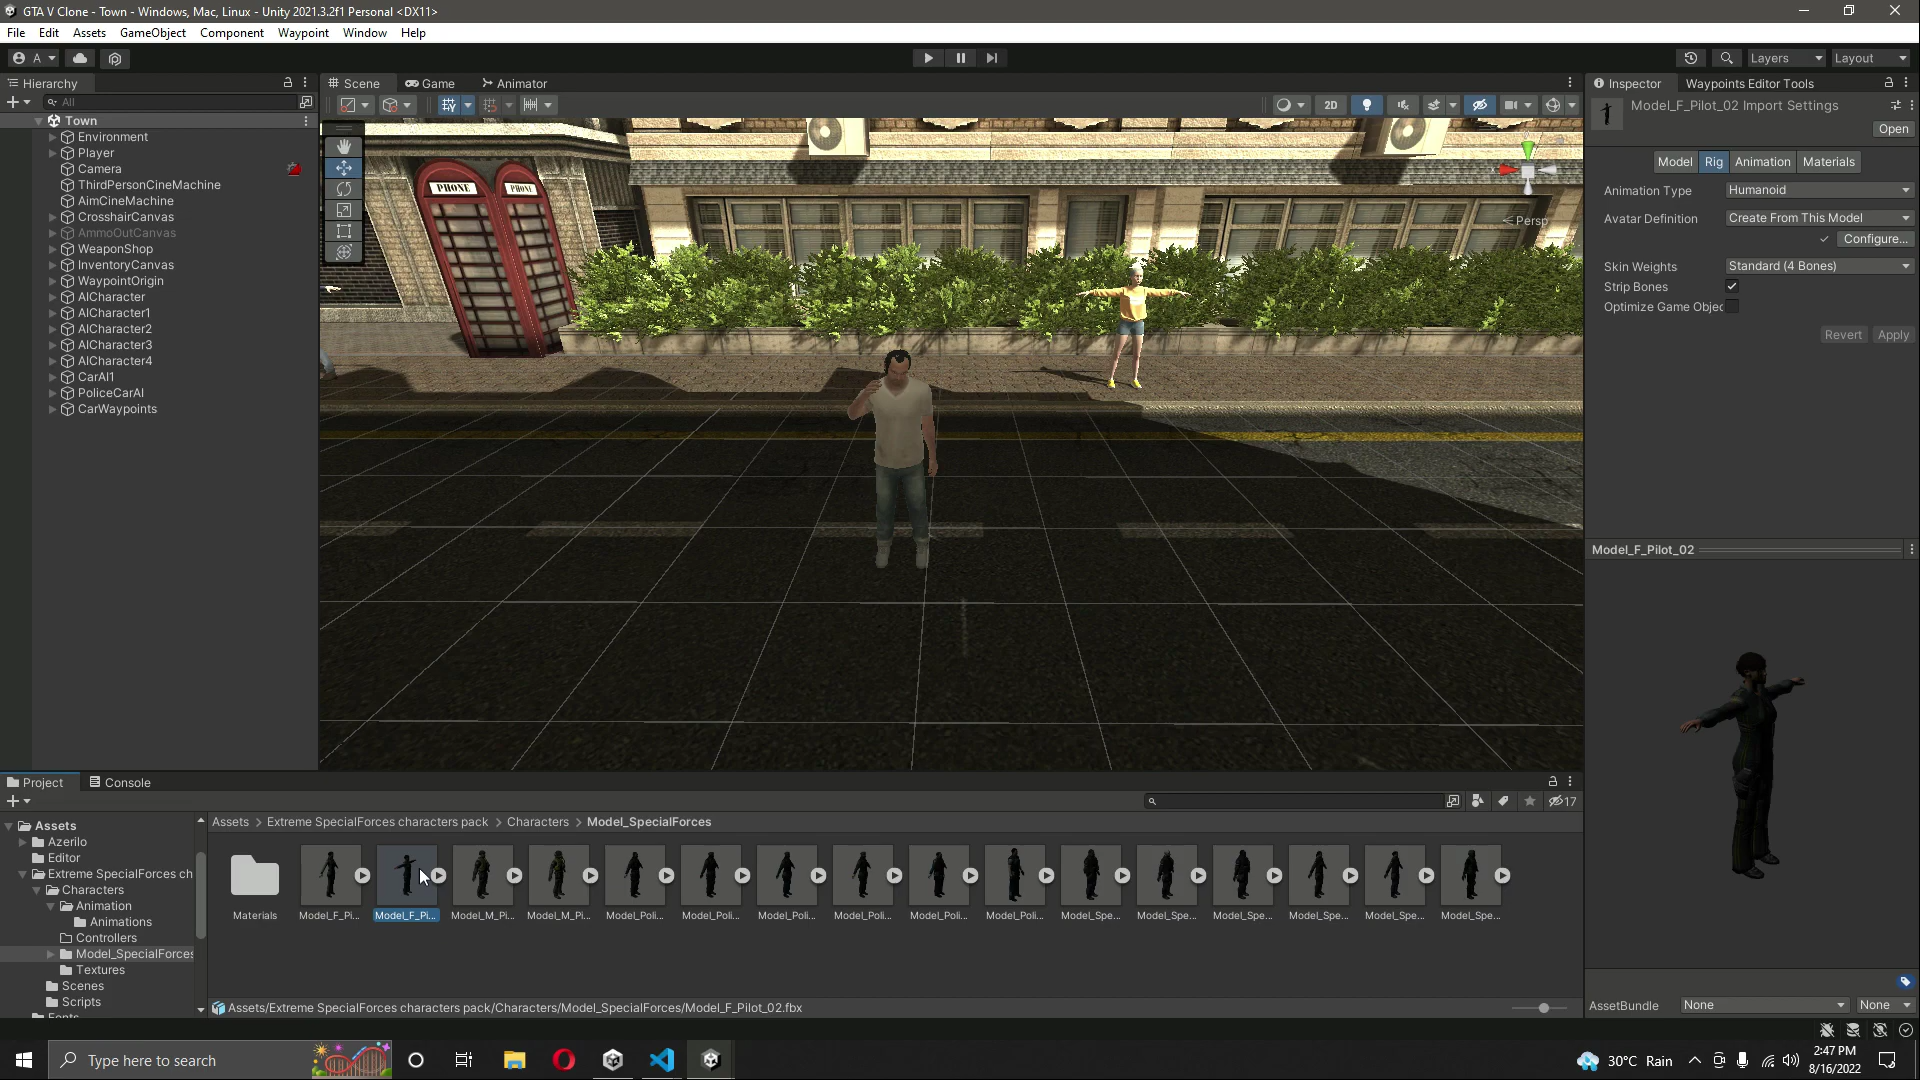 GTA V Clone - Town - Windows, Mac, Linux - Unity 2021.3.2f1 Personal <DX11>
File Edit Assets GameObject Component Waypoint Window Help
A Layers Layout
Hierarchy
All
Town
Environment
Player
Camera
ThirdPersonCineMachine
AimCineMachine
CrosshairCanvas
AmmoOutCanvas
WeaponShop
InventoryCanvas
WaypointOrigin
AICharacter
AICharacter1
AICharacter2
AICharacter3
AICharacter4
CarAI1
PoliceCarAI
CarWaypoints
Scene Game Animator
2D
PHONE PHONE
Persp
Inspector Waypoints Editor Tools
Model_F_Pilot_02 Import Settings
Open
Model Rig Animation Materials
Animation Type Humanoid
Avatar Definition Create From This Model
Configure...
Skin Weights Standard (4 Bones)
Strip Bones
Optimize Game Objec
Revert Apply
Model_F_Pilot_02
AssetBundle None None
Project Console
17
Assets
Azerilo
Editor
Extreme SpecialForces ch
Characters
Animation
Animations
Controllers
Model_SpecialForces
Textures
Scenes
Scripts
Fonts
Assets > Extreme SpecialForces characters pack > Characters > Model_SpecialForces
Materials Model_F_Pi... Model_F_Pi... Model_M_Pi... Model_M_Pi... Model_Poli... Model_Poli... Model_Poli... Model_Poli... Model_Poli... Model_Poli... Model_Spe... Model_Spe... Model_Spe... Model_Spe... Model_Spe... Model_Spe...
Assets/Extreme SpecialForces characters pack/Characters/Model_SpecialForces/Model_F_Pilot_02.fbx
Type here to search
30°C Rain
2:47 PM
8/16/2022